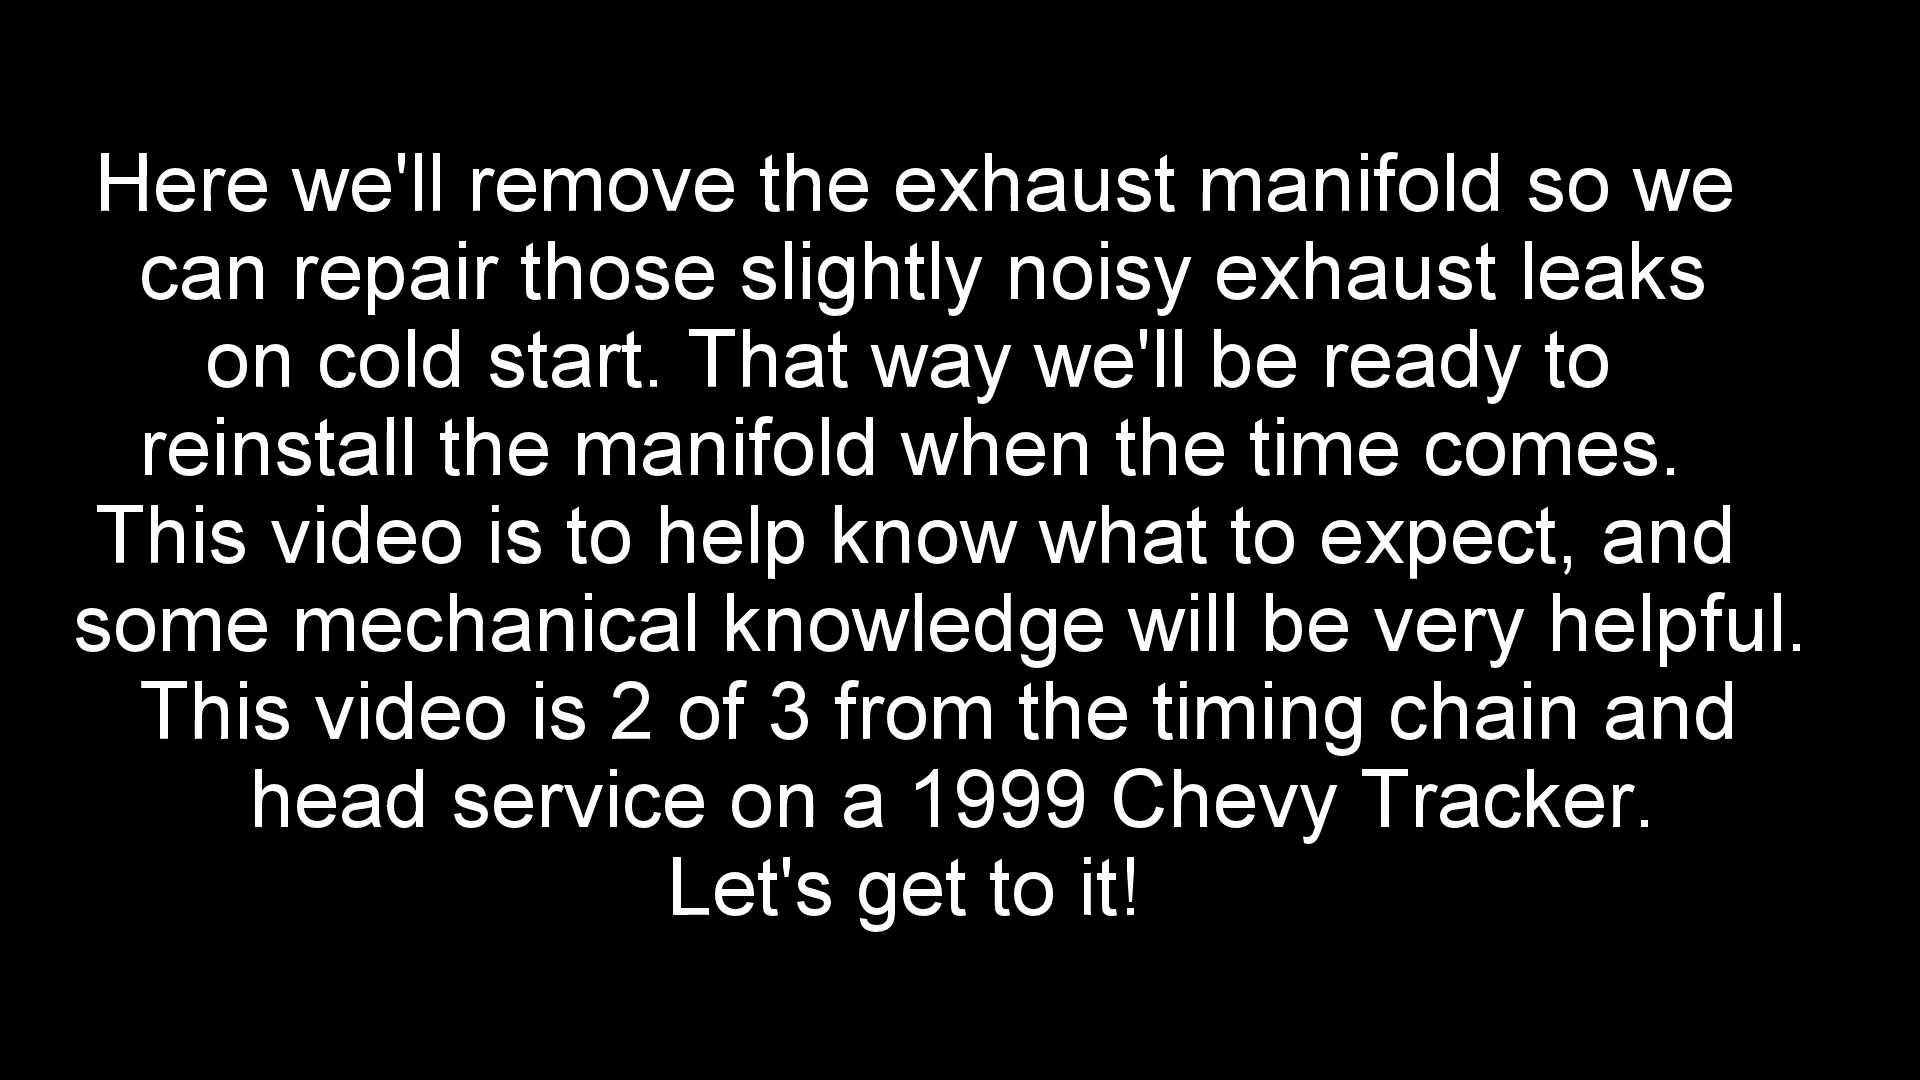 Here we'll remove the exhaust manifold so we
can repair those slightly noisy exhaust leaks
on cold start. That way we'll be ready to
reinstall the manifold when the time comes.
This video is to help know what to expect, and
some mechanical knowledge will be very helpful.
This video is 2 of 3 from the timing chain and
head service on a 1999 Chevy Tracker.
Let's get to it!